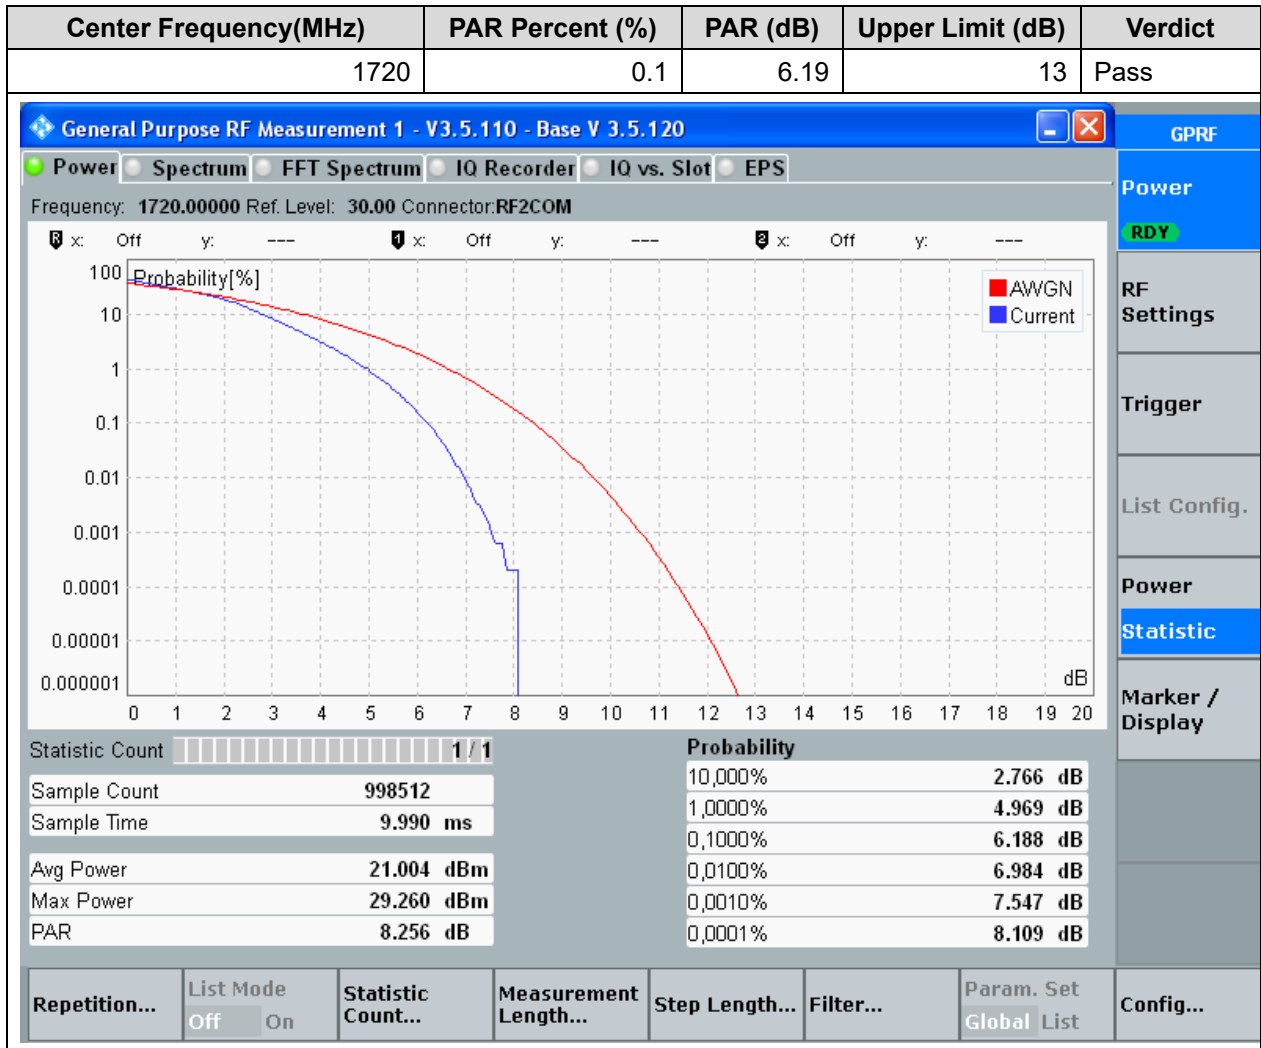 Center Frequency(MHz) PAR Percent (%) PAR (dB) Upper Limit (dB) Verdict
1720 0.1 6.19 13 Pass
General Purpose RF Measurement 1 - V3.5.110 - Base V 3.5.120
GPRF
Power Spectrum FFT Spectrum IQ Recorder IQ vs. Slot EPS
Power
RDY
Frequency: 1720.00000 Ref. Level: 30.00 Connector:RF2COM
R x: Off y: --- 1 x: Off y: --- 2 x: Off y: ---
Probability[%]
AWGN
Current
100
10
1
0.1
0.01
0.001
0.0001
0.00001
0.000001
dB
0 1 2 3 4 5 6 7 8 9 10 11 12 13 14 15 16 17 18 19 20
RF
Settings
Trigger
List Config.
Power
Statistic
Marker /
Display
Statistic Count 1 / 1
Sample Count 998512
Sample Time 9.990 ms
Avg Power 21.004 dBm
Max Power 29.260 dBm
PAR 8.256 dB
Probability
10,000% 2.766 dB
1,0000% 4.969 dB
0,1000% 6.188 dB
0,0100% 6.984 dB
0,0010% 7.547 dB
0,0001% 8.109 dB
Repetition...
List Mode
Off On
Statistic
Count...
Measurement
Length...
Step Length...
Filter...
Param. Set
Global List
Config...